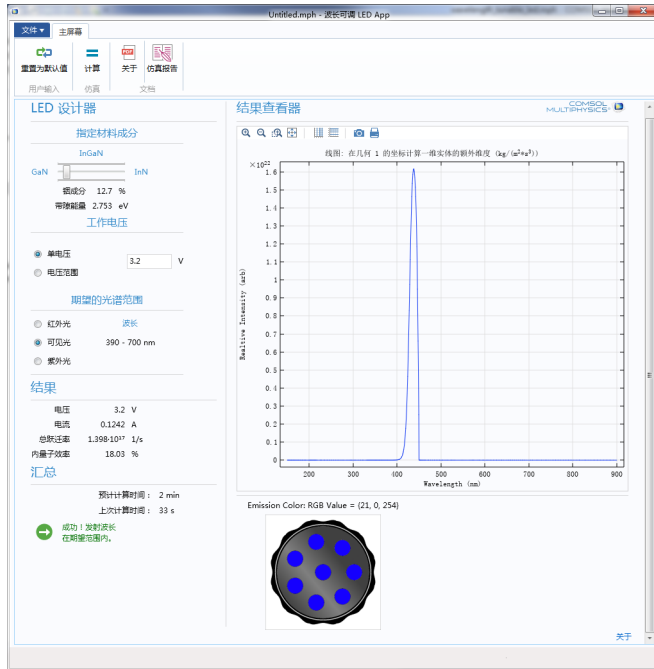 Untitled.mph - 波长可调 LED App
文件
主屏幕
重置为默认值
计算
PDF
关于
仿真报告
用户输入
仿真
文档
LED 设计器
指定材料成分
InGaN
GaN
InN
铟成分 12.7 %
带隙能量 2.753 eV
工作电压
单电压
3.2 V
电压范围
期望的光谱范围
红外光
波长
可见光
390 - 700 nm
紫外光
结果
电压 3.2 V
电流 0.1242 A
总跃迁率 1.398·10¹⁷ 1/s
内量子效率 18.03 %
汇总
预计计算时间： 2 min
上次计算时间： 33 s
成功！发射波长
在期望范围内。
结果查看器
COMSOL
MULTIPHYSICS
线图: 在几何 1 的坐标计算一维实体的额外维度 (kg/(m²*s³))
×10²²
1.6
1.5
1.4
1.3
1.2
1.1
1
0.9
0.8
0.7
0.6
0.5
0.4
0.3
0.2
0.1
0
Realtive Intensity (arb)
200 300 400 500 600 700 800 900
Wavelength (nm)
Emission Color: RGB Value = (21, 0, 254)
关于